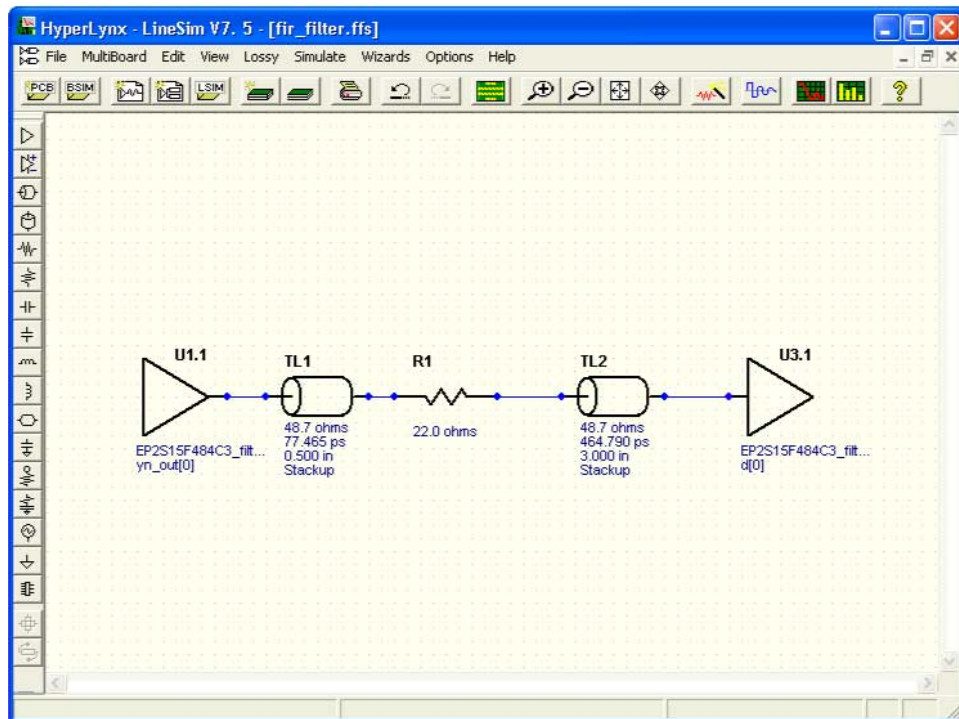 HyperLynx - LineSim V7. 5 - [fir_filter.ffs]
File MultiBoard Edit View Lossy Simulate Wizards Options Help
PCB BSIM LSIM
U1.1 TL1 R1 TL2 U3.1
48.7 ohms 22.0 ohms 48.7 ohms
77.465 ps 464.790 ps
0.500 in 3.000 in
Stackup Stackup
EP2S15F484C3_filt... EP2S15F484C3_filt...
yn_out[0] d[0]